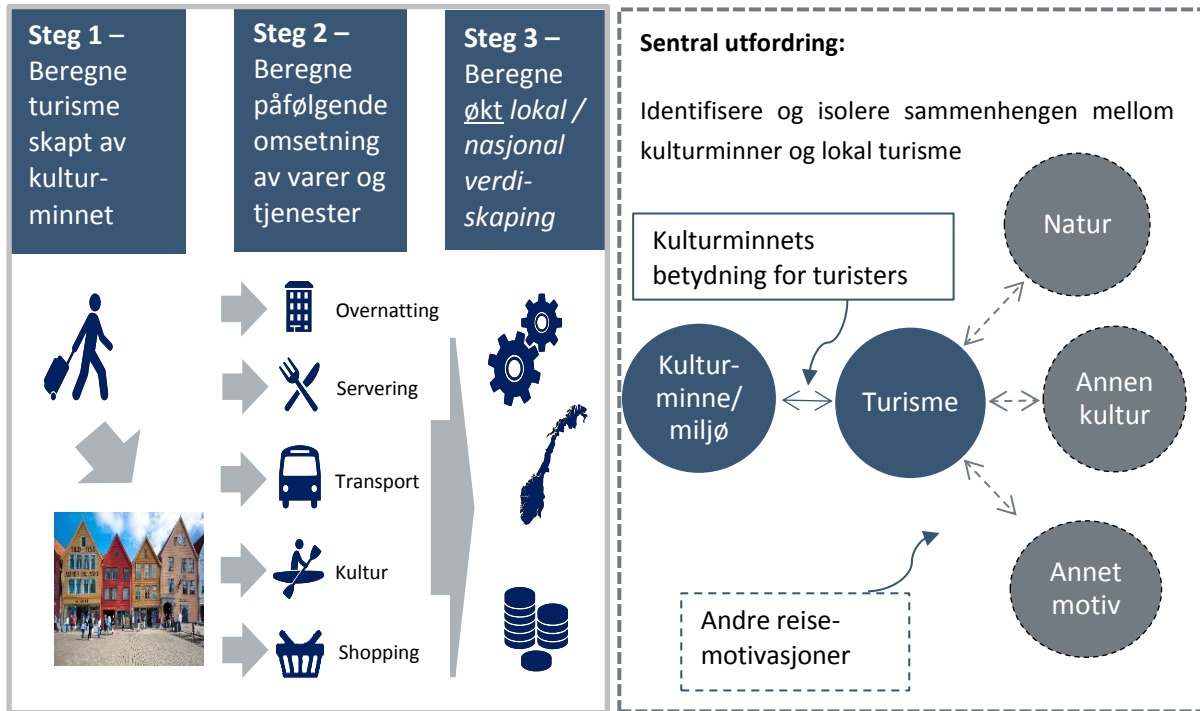 Steg 1 –
Beregne
turisme
skapt av
kultur-
minnet
Steg 2 –
Beregne
påfølgende
omsetning
av varer og
tjenester
Steg 3 –
Beregne
økt lokal /
nasjonal
verdi-
skaping
Overnatting
Servering
Transport
Kultur
Shopping
Sentral utfordring:
Identifisere og isolere sammenhengen mellom
kulturminner og lokal turisme
Kulturminnets
betydning for turisters
Kultur-
minne/
miljø
Turisme
Natur
Annen
kultur
Annet
motiv
Andre reise-
motivasjoner